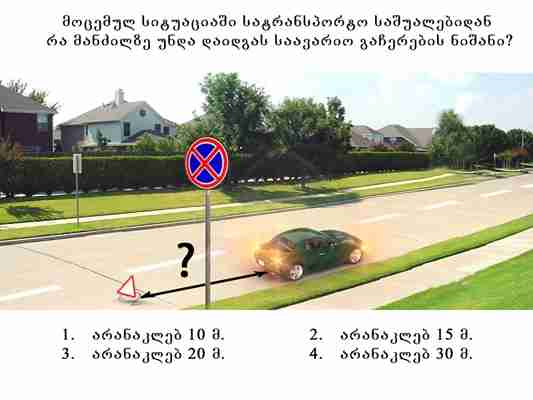 მოცემულ სიტუაციაში სატრანსპორტო საშუალებიდან
რა მანძილზე უნდა დაიდგას საავარიო გაჩერების ნიშანი?
?
1. არანაკლებ 10 მ. 2. არანაკლებ 15 მ.
3. არანაკლებ 20 მ. 4. არანაკლებ 30 მ.